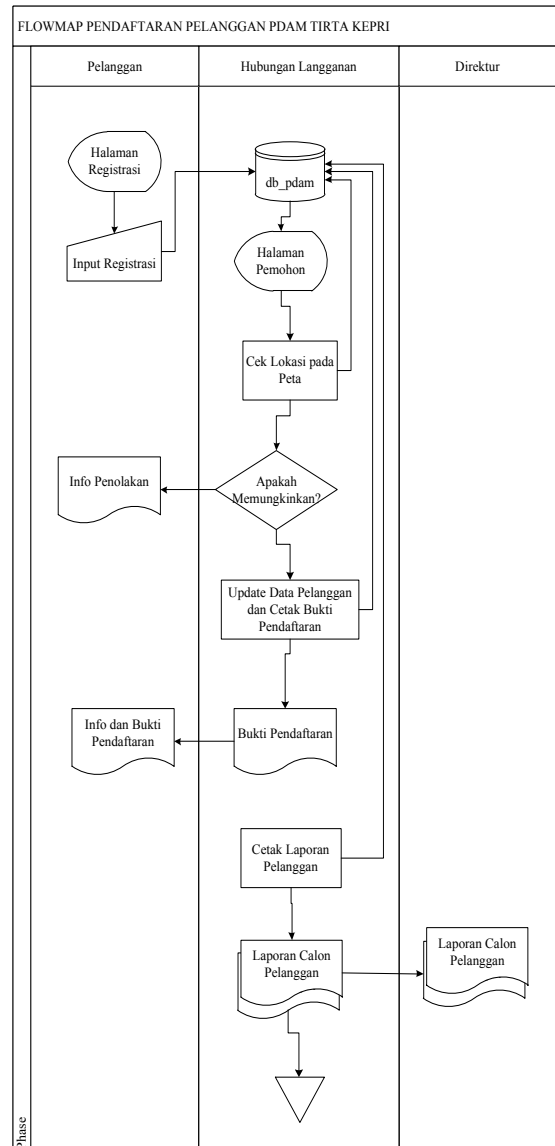 FLOWMAP PENDAFTARAN PELANGGAN PDAM TIRTA KEPRI
Pelanggan
Hubungan Langganan
Direktur
Halaman
Registrasi
db_pdam
Input Registrasi
Halaman
Pemohon
Cek Lokasi pada
Peta
Info Penolakan
Apakah
Memungkinkan?
Update Data Pelanggan
dan Cetak Bukti
Pendaftaran
Info dan Bukti
Pendaftaran
Bukti Pendaftaran
Cetak Laporan
Pelanggan
Laporan Calon
Pelanggan
Laporan Calon
Pelanggan
Phase